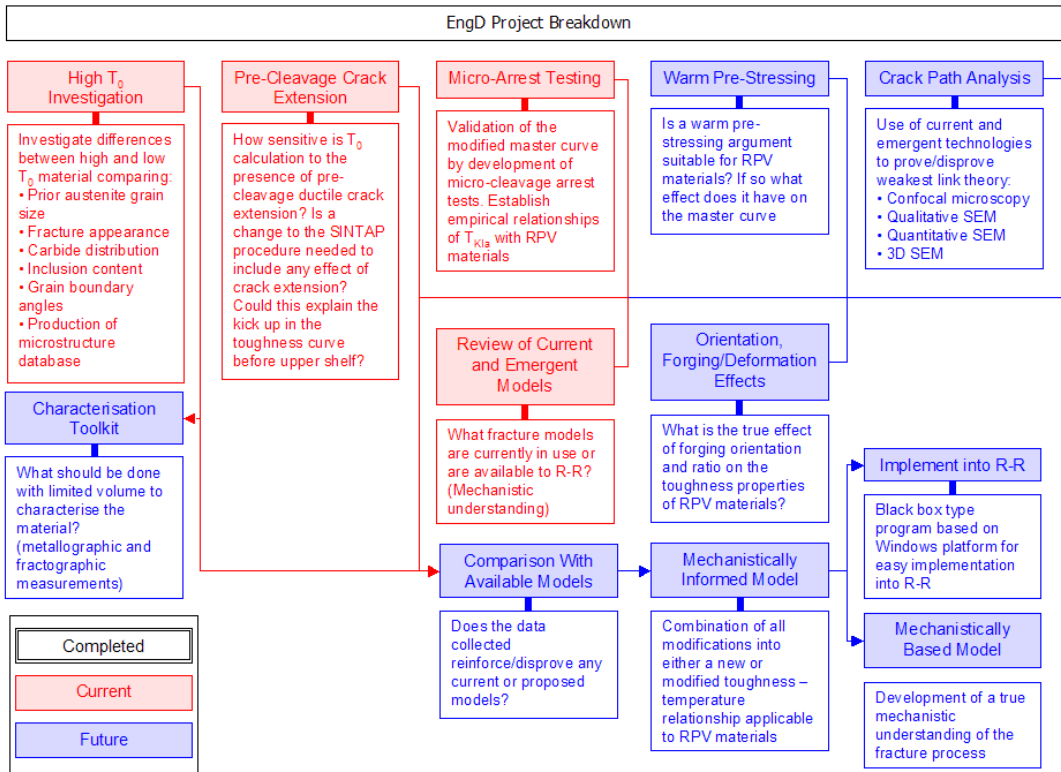 EngD Project Breakdown
High T₀
Investigation
Investigate differences
between high and low
T₀ material comparing:
• Prior austenite grain
size
• Fracture appearance
• Carbide distribution
• Inclusion content
• Grain boundary
angles
• Production of
microstructure
database
Pre-Cleavage Crack
Extension
How sensitive is T₀
calculation to the
presence of pre-
cleavage ductile crack
extension? Is a
change to the SINTAP
procedure needed to
include any effect of
crack extension?
Could this explain the
kick up in the
toughness curve
before upper shelf?
Micro-Arrest Testing
Validation of the
modified master curve
by development of
micro-cleavage arrest
tests. Establish
empirical relationships
of TKIa with RPV
materials
Warm Pre-Stressing
Is a warm pre-
stressing argument
suitable for RPV
materials? If so what
effect does it have on
the master curve
Crack Path Analysis
Use of current and
emergent technologies
to prove/disprove
weakest link theory:
• Confocal microscopy
• Qualitative SEM
• Quantitative SEM
• 3D SEM
Review of Current
and Emergent
Models
What fracture models
are currently in use or
are available to R-R?
(Mechanistic
understanding)
Orientation,
Forging/Deformation
Effects
What is the true effect
of forging orientation
and ratio on the
toughness properties
of RPV materials?
Characterisation
Toolkit
What should be done
with limited volume to
characterise the
material?
(metallographic and
fractographic
measurements)
Comparison With
Available Models
Does the data
collected
reinforce/disprove any
current or proposed
models?
Mechanistically
Informed Model
Combination of all
modifications into
either a new or
modified toughness –
temperature
relationship applicable
to RPV materials
Implement into R-R
Black box type
program based on
Windows platform for
easy implementation
into R-R
Mechanistically
Based Model
Development of a true
mechanistic
understanding of the
fracture process
Completed
Current
Future